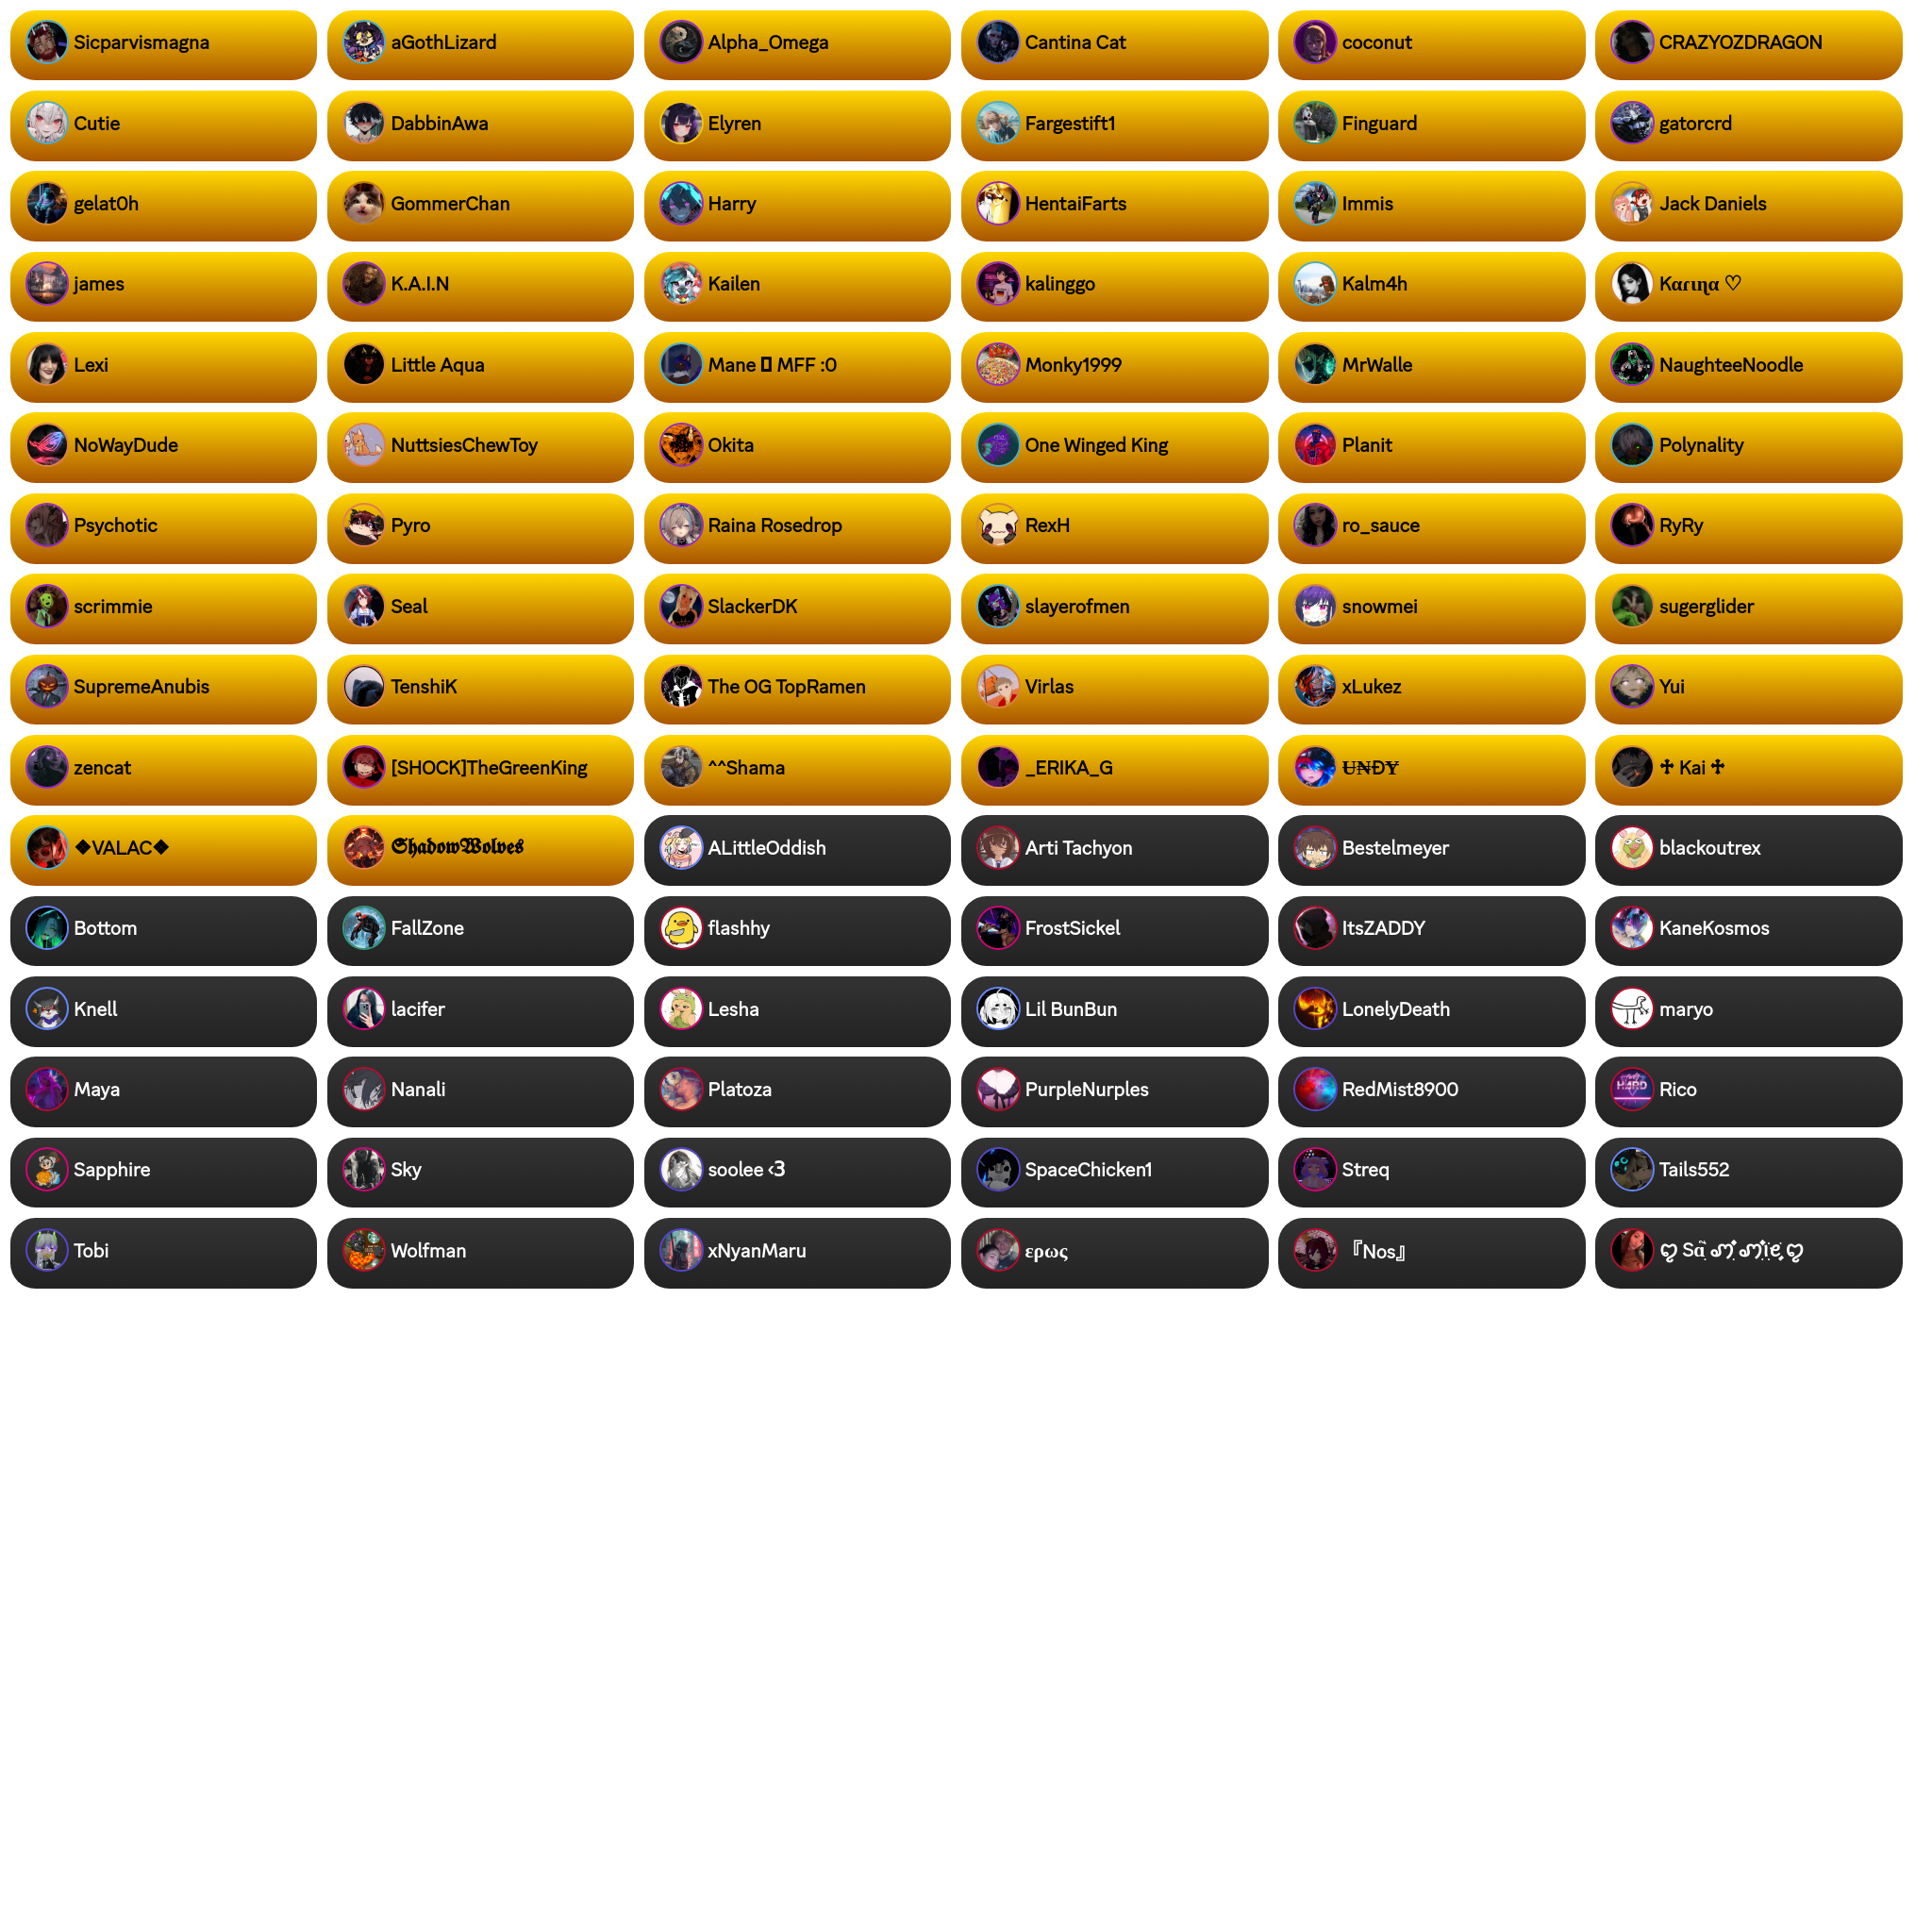 Sicparvismagna aGothLizard Alpha_Omega Cantina Cat coconut CRAZYOZDRAGON
Cutie DabbinAwa Elyren Fargestift1 Finguard gatorcrd
gelat0h GommerChan Harry HentaiFarts Immis Jack Daniels
james K.A.I.N Kailen kalinggo Kalm4h Kαɾιɳα ♡
Lexi Little Aqua Mane MFF :0 Monky1999 MrWalle NaughteeNoodle
NoWayDude NuttsiesChewToy Okita One Winged King Planit Polynality
Psychotic Pyro Raina Rosedrop RexH ro_sauce RyRy
scrimmie Seal SlackerDK slayerofmen snowmei sugerglider
SupremeAnubis TenshiK The OG TopRamen Virlas xLukez Yui
zencat [SHOCK]TheGreenKing ^^Shama _ERIKA_G ɄN̶ĐɎ ♱ Kai ♱
❖VALAC❖ 𝕾𝖍𝖆𝖉𝖔𝖜𝖂𝖔𝖑𝖛𝖊𝖘 ALittleOddish Arti Tachyon Bestelmeyer blackoutrex
Bottom FallZone flashhy FrostSickel ItsZADDY KaneKosmos
Knell lacifer Lesha Lil BunBun LonelyDeath maryo
Maya Nanali Platoza PurpleNurples RedMist8900 Rico
Sapphire Sky soolee <3 SpaceChicken1 Streq Tails552
Tobi Wolfman xNyanMaru ερως 『Nos』